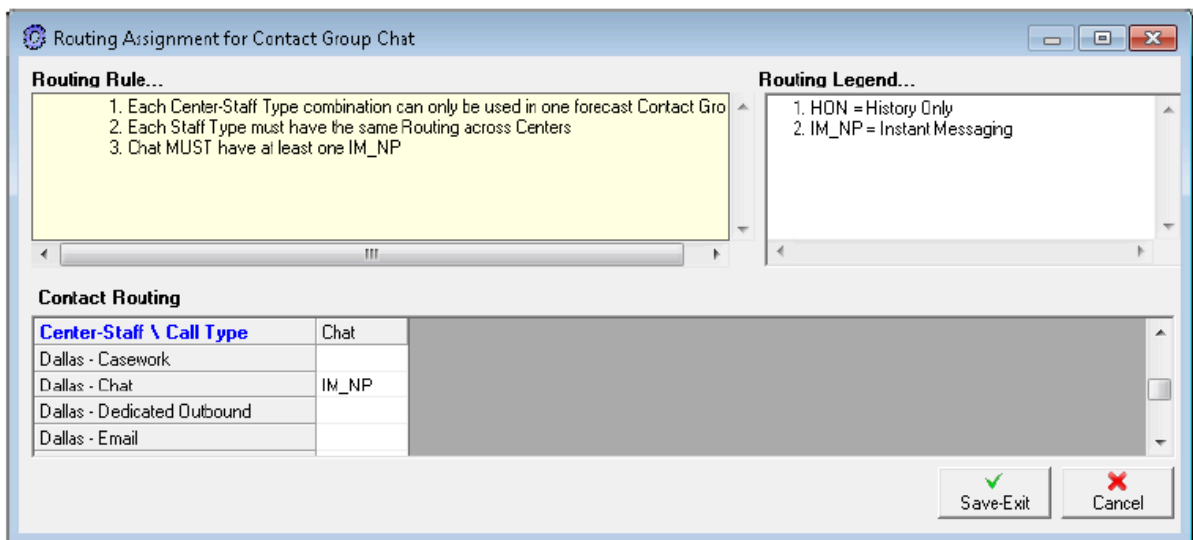 Routing Assignment for Contact Group Chat
Routing Rule...
1. Each Center-Staff Type combination can only be used in one forecast Contact Gro
2. Each Staff Type must have the same Routing across Centers
3. Chat MUST have at least one IM_NP
Routing Legend...
1. HON = History Only
2. IM_NP = Instant Messaging
Contact Routing
Center-Staff \ Call Type Chat
Dallas - Casework
Dallas - Chat IM_NP
Dallas - Dedicated Outbound
Dallas - Email
Save-Exit Cancel